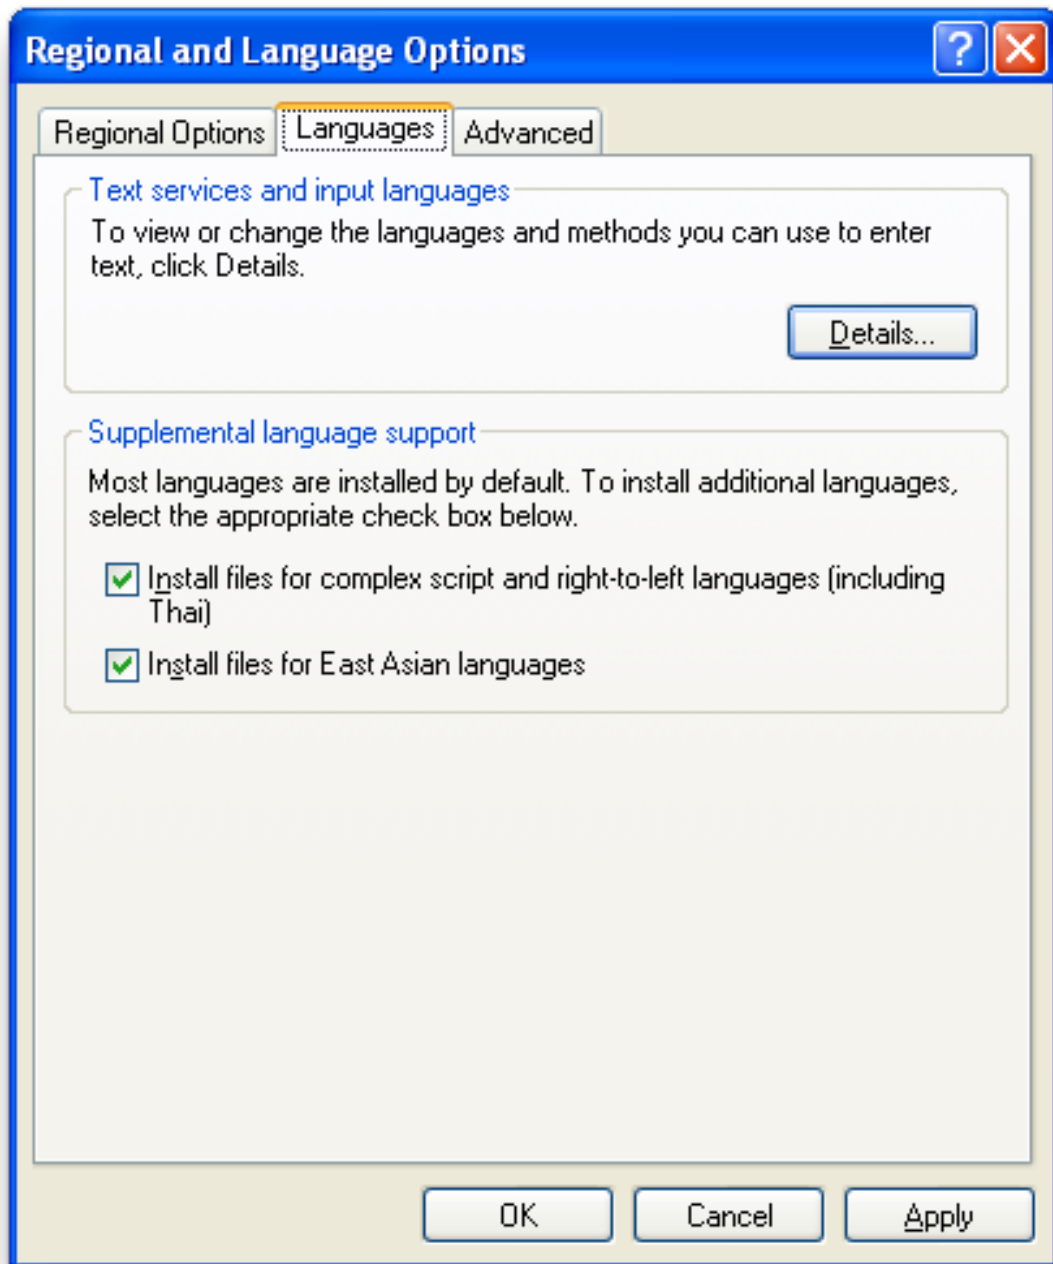 Regional and Language Options
Regional Options Languages Advanced
Text services and input languages
To view or change the languages and methods you can use to enter
text, click Details.
Details...
Supplemental language support
Most languages are installed by default. To install additional languages,
select the appropriate check box below.
Install files for complex script and right-to-left languages (including
Thai)
Install files for East Asian languages
OK Cancel Apply